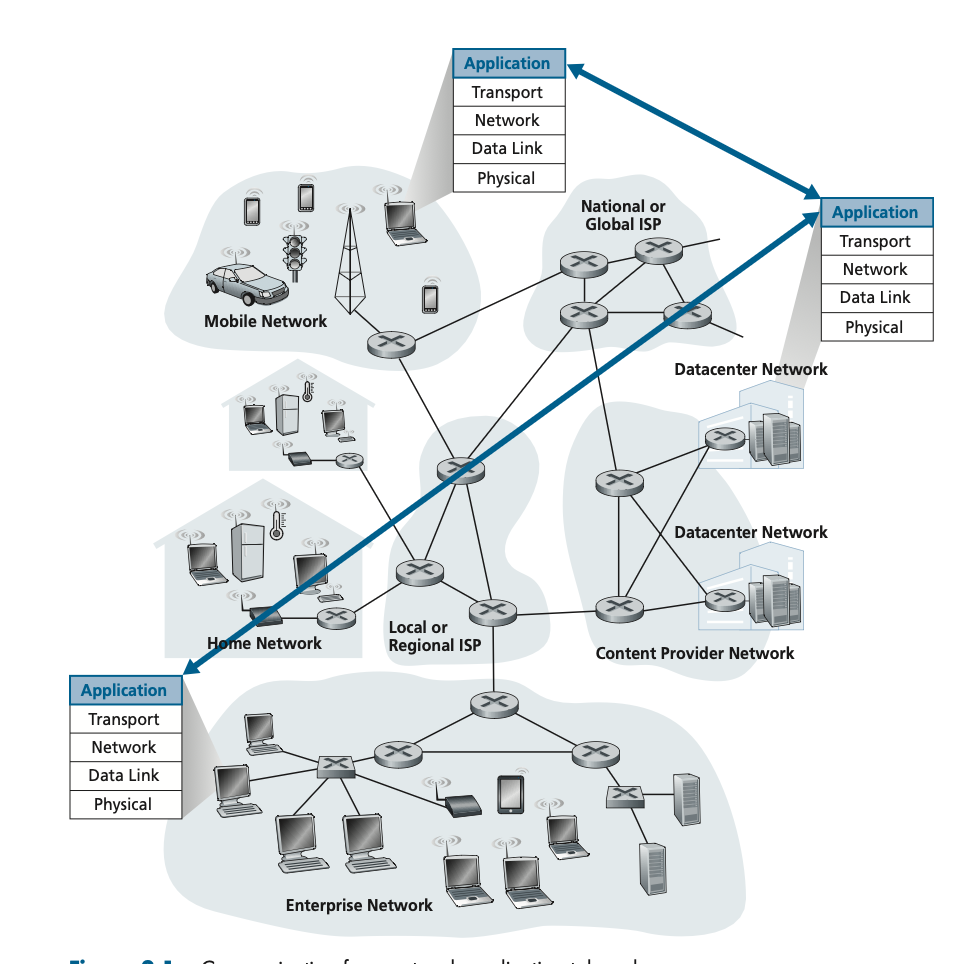 Application
Transport
Network
Data Link
Physical
National or
Global ISP
Application
Transport
Network
Data Link
Physical
Mobile Network
Datacenter Network
Datacenter Network
Home Network
Local or
Regional ISP
Content Provider Network
Application
Transport
Network
Data Link
Physical
Enterprise Network